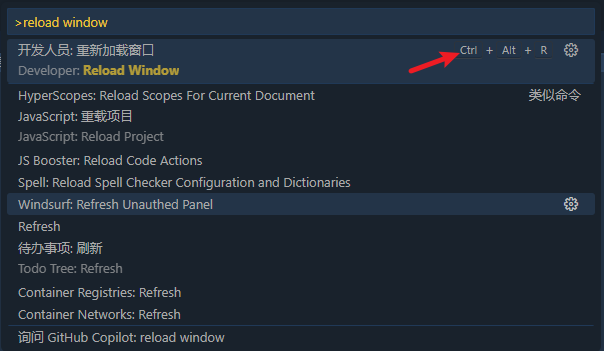 >reload window
开发人员: 重新加载窗口 Ctrl + Alt + R
Developer: Reload Window
HyperScopes: Reload Scopes For Current Document 类似命令
JavaScript: 重载项目
JavaScript: Reload Project
JS Booster: Reload Code Actions
Spell: Reload Spell Checker Configuration and Dictionaries
Windsurf: Refresh Unauthed Panel
Refresh
待办事项: 刷新
Todo Tree: Refresh
Container Registries: Refresh
Container Networks: Refresh
询问 GitHub Copilot: reload window